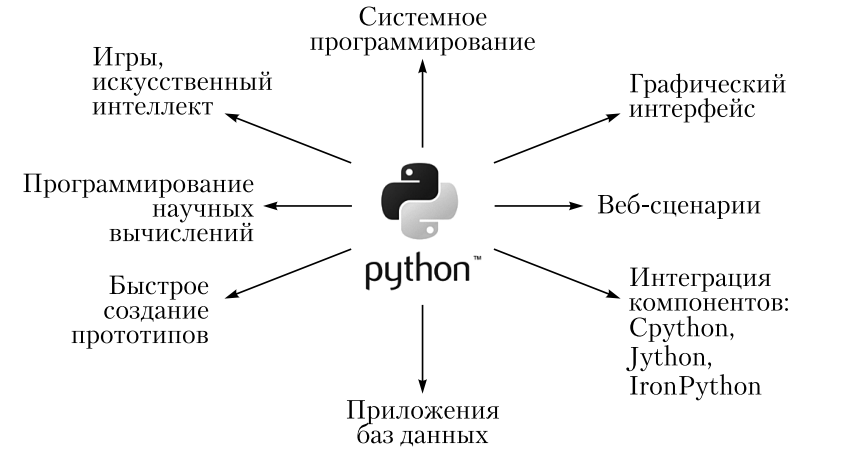 Системное
программирование
Игры,
искусственный
интеллект
Графический
интерфейс
Программирование
научных
вычислений
Веб-сценарии
python™
Быстрое
создание
прототипов
Интеграция
компонентов:
Cpython,
Jython,
IronPython
Приложения
баз данных